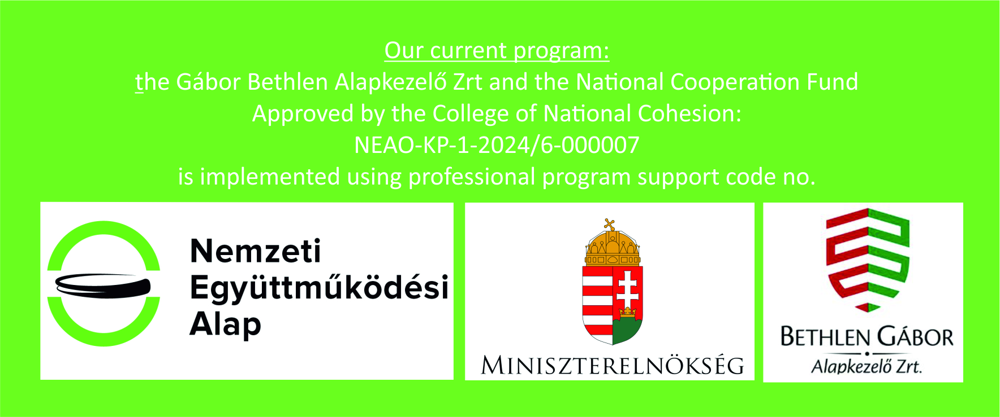 Our current program:
the Gábor Bethlen Alapkezelő Zrt and the National Cooperation Fund
Approved by the College of National Cohesion:
NEAO-KP-1-2024/6-000007
is implemented using professional program support code no.
Nemzeti
Együttműködési
Alap
MINISZTERELNÖKSÉG
BETHLEN GÁBOR
Alapkezelő Zrt.